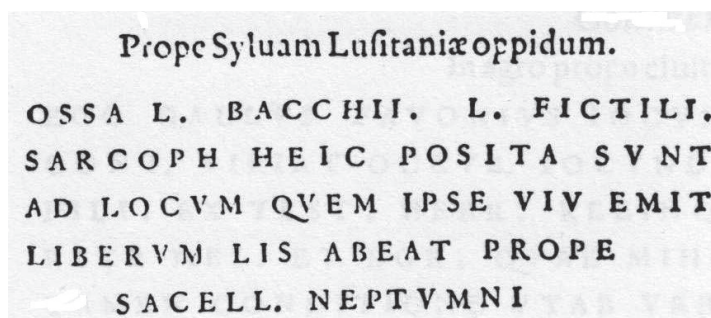 Prope Syluam Lusitaniæ oppidum.
OSSA L. BACCHII. L. FICTILI.
SARCOPH HEIC POSITA SVNT
AD LOCVM QVEM IPSE VIV EMIT
LIBERVM LIS ABEAT PROPE
SACELL. NEPTVMNI